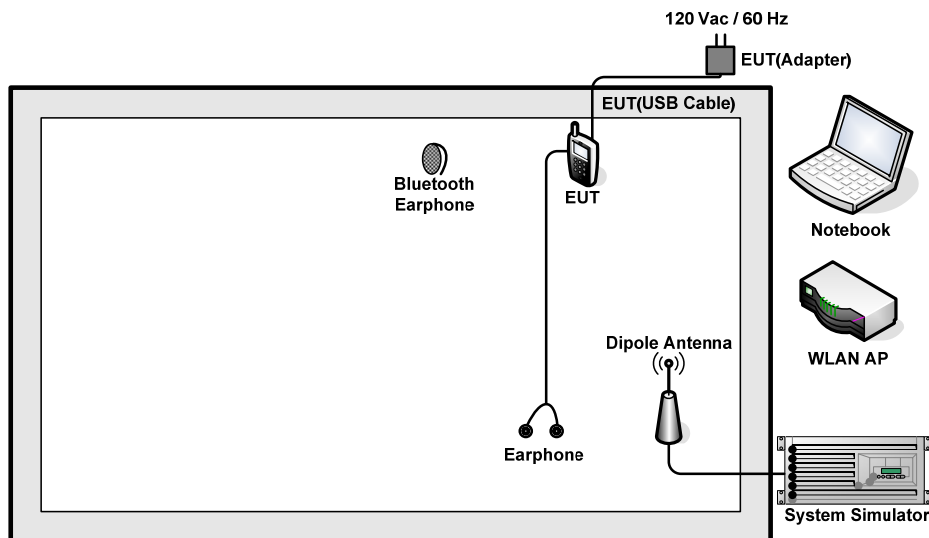 120 Vac / 60 Hz
EUT(Adapter)
EUT(USB Cable)
Bluetooth
Earphone
EUT
Notebook
Dipole Antenna
WLAN AP
Earphone
System Simulator